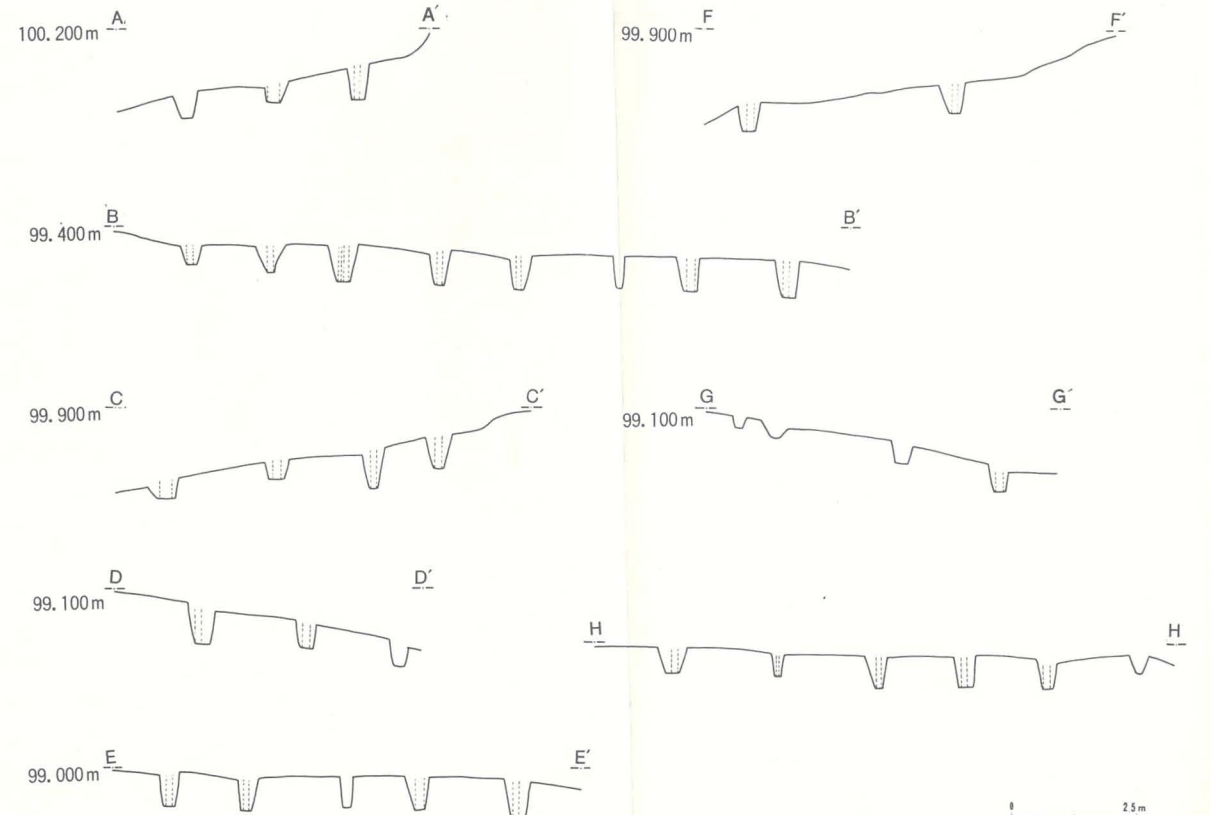 A A′
100.200m
F F′
99.900m
B B′
99.400m
C C′
99.900m
G G′
99.100m
D D′
99.100m
H H
E E′
99.000m
0 2.5m